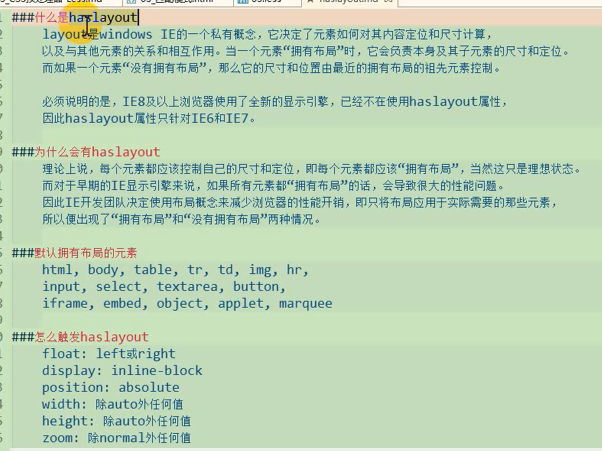 ###什么是haslayout
layout是windows IE的一个私有概念，它决定了元素如何对其内容定位和尺寸计算，
以及与其他元素的关系和相互作用。当一个元素“拥有布局”时，它会负责本身及其子元素的尺寸和定位。
而如果一个元素“没有拥有布局”，那么它的尺寸和位置由最近的拥有布局的祖先元素控制。
必须说明的是，IE8及以上浏览器使用了全新的显示引擎，已经不在使用haslayout属性，
因此haslayout属性只针对IE6和IE7。
###为什么会有haslayout
理论上说，每个元素都应该控制自己的尺寸和定位，即每个元素都应该“拥有布局”，当然这只是理想状态。
而对于早期的IE显示引擎来说，如果所有元素都“拥有布局”的话，会导致很大的性能问题。
因此IE开发团队决定使用布局概念来减少浏览器的性能开销，即只将布局应用于实际需要的那些元素，
所以便出现了“拥有布局”和“没有拥有布局”两种情况。
###默认拥有布局的元素
html, body, table, tr, td, img, hr,
input, select, textarea, button,
iframe, embed, object, applet, marquee
###怎么触发haslayout
float: left或right
display: inline-block
position: absolute
width: 除auto外任何值
height: 除auto外任何值
zoom: 除normal外任何值